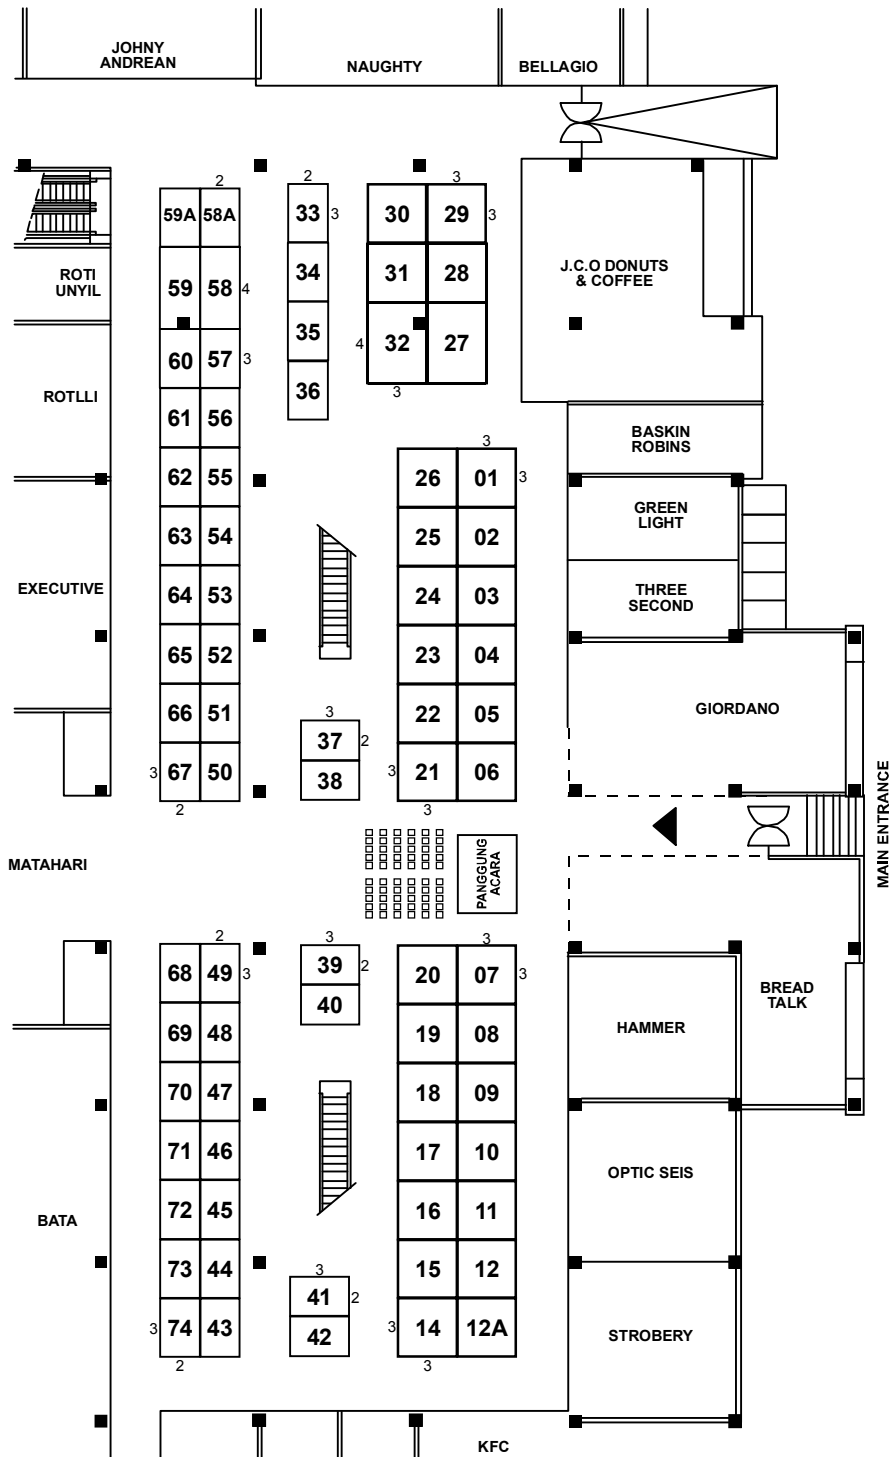 JOHNY
ANDREAN
NAUGHTY
BELLAGIO
2
2
3
59A 58A
33 3
30 29 3
ROTI
UNYIL
59 58 4
34
31 28
J.C.O DONUTS
& COFFEE
60 57 3
35
4 32 27
3
ROTLLI
61 56
36
BASKIN
ROBINS
3
62 55
26 01 3
GREEN
LIGHT
63 54
25 02
EXECUTIVE
64 53
24 03
THREE
SECOND
65 52
23 04
GIORDANO
66 51
3
37 2
22 05
3 67 50
38
3 21 06
2
3
MATAHARI
PANGGUNG
ACARA
MAIN ENTRANCE
2
3
3
68 49 3
39 2
20 07 3
BREAD
TALK
40
69 48
19 08
HAMMER
70 47
18 09
71 46
17 10
OPTIC SEIS
BATA
72 45
16 11
73 44
3
41 2
15 12
3 74 43
42
3 14 12A
STROBERY
2
3
KFC